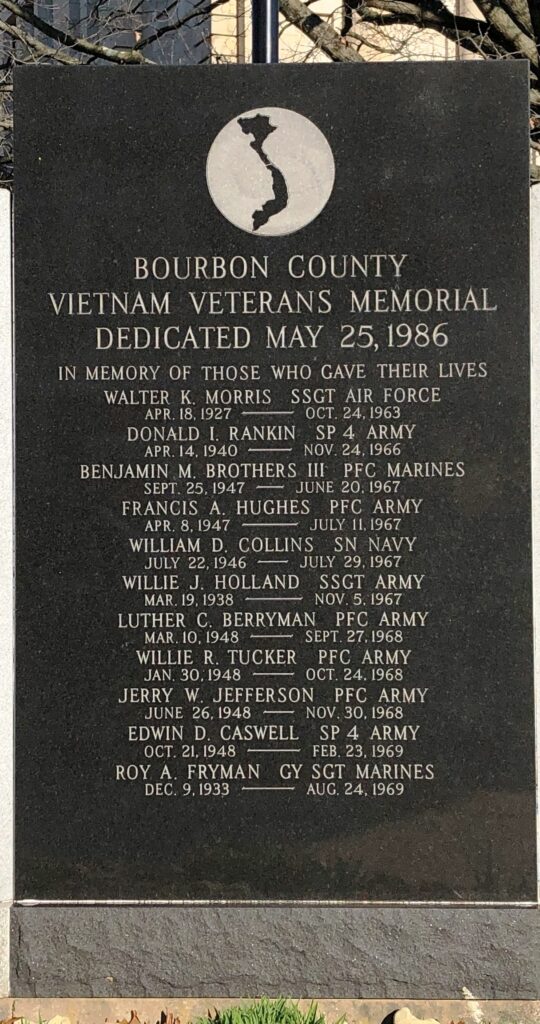 BOURBON COUNTY
VIETNAM VETERANS MEMORIAL
DEDICATED MAY 25, 1986
IN MEMORY OF THOSE WHO GAVE THEIR LIVES
WALTER K. MORRIS SSGT AIR FORCE
APR. 18, 1927 — OCT. 24, 1963
DONALD I. RANKIN SP 4 ARMY
APR. 14, 1940 — NOV. 24, 1966
BENJAMIN M. BROTHERS III PFC MARINES
SEPT. 25, 1947 — JUNE 20, 1967
FRANCIS A. HUGHES PFC ARMY
APR. 8, 1947 — JULY 11, 1967
WILLIAM D. COLLINS SN NAVY
JULY 22, 1946 — JULY 29, 1967
WILLIE J. HOLLAND SSGT ARMY
MAR. 19, 1938 — NOV. 5, 1967
LUTHER C. BERRYMAN PFC ARMY
MAR. 10, 1948 — SEPT. 27, 1968
WILLIE R. TUCKER PFC ARMY
JAN. 30, 1948 — OCT. 24, 1968
JERRY W. JEFFERSON PFC ARMY
JUNE 26, 1948 — NOV. 30, 1968
EDWIN D. CASWELL SP 4 ARMY
OCT. 21, 1948 — FEB. 23, 1969
ROY A. FRYMAN GY SGT MARINES
DEC. 9, 1933 — AUG. 24, 1969